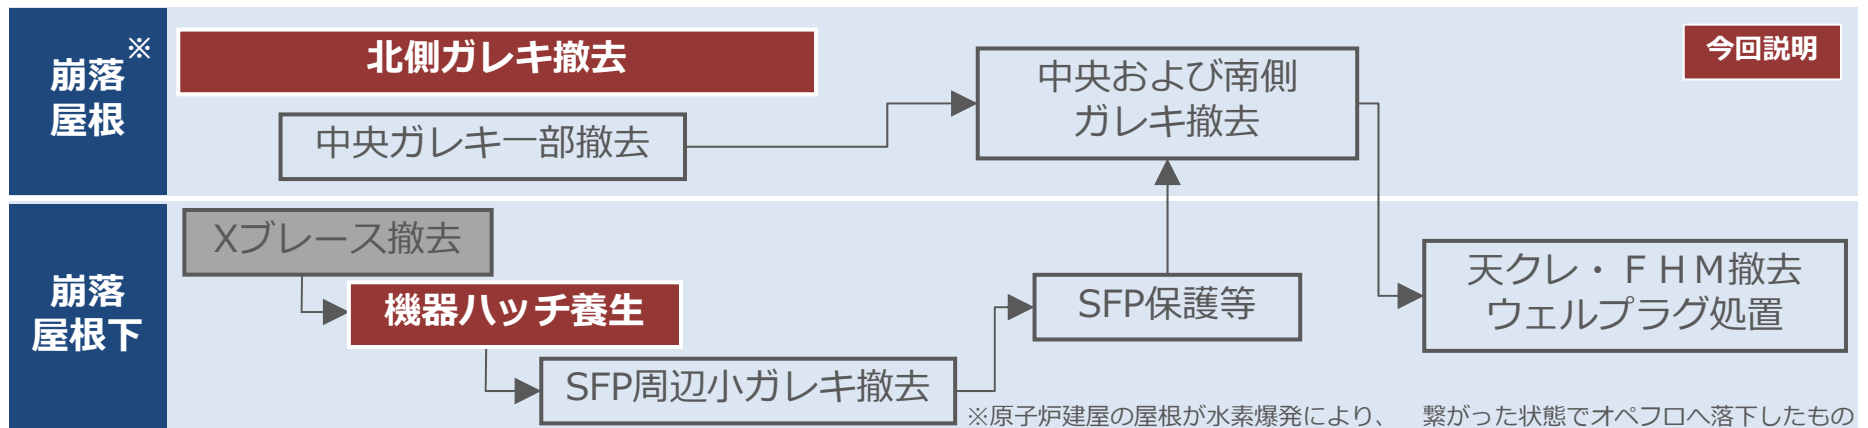 崩落※
屋根
北側ガレキ撤去
中央ガレキ一部撤去
中央および南側
ガレキ撤去
今回説明
崩落
屋根下
Xブレース撤去
機器ハッチ養生
SFP周辺小ガレキ撤去
SFP保護等
天クレ・ＦＨＭ撤去
ウェルプラグ処置
※原子炉建屋の屋根が水素爆発により、　繋がった状態でオペフロへ落下したもの